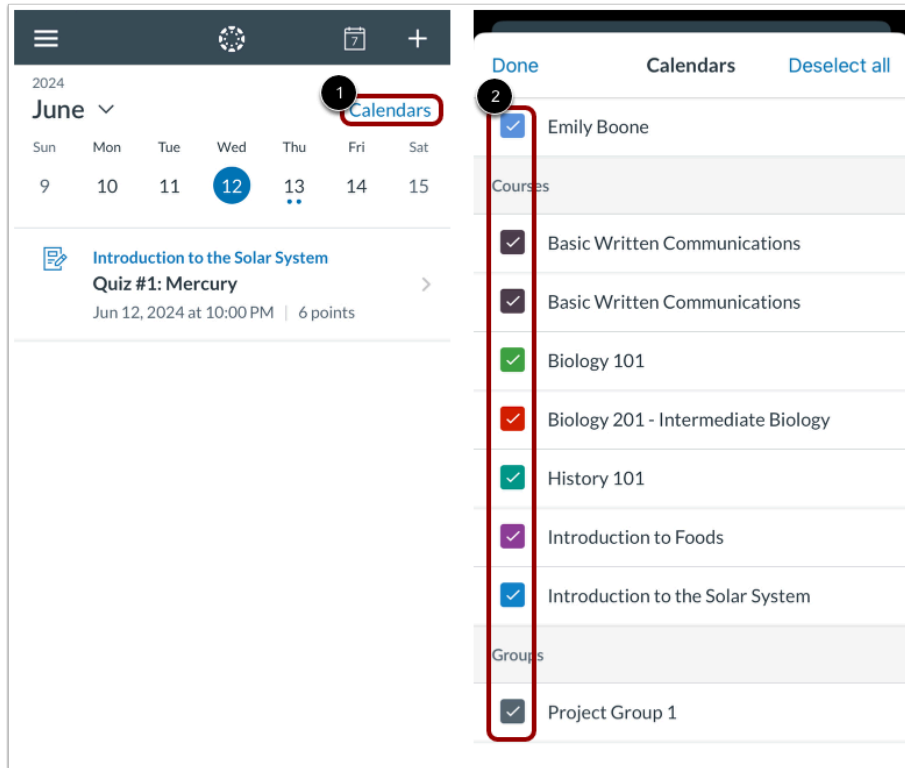 7
2024
June
1
Calendars
Sun Mon Tue Wed Thu Fri Sat
9 10 11 12 13 14 15
Introduction to the Solar System
Quiz #1: Mercury
Jun 12, 2024 at 10:00 PM | 6 points
Done Calendars Deselect all
2
Emily Boone
Courses
Basic Written Communications
Basic Written Communications
Biology 101
Biology 201 - Intermediate Biology
History 101
Introduction to Foods
Introduction to the Solar System
Groups
Project Group 1